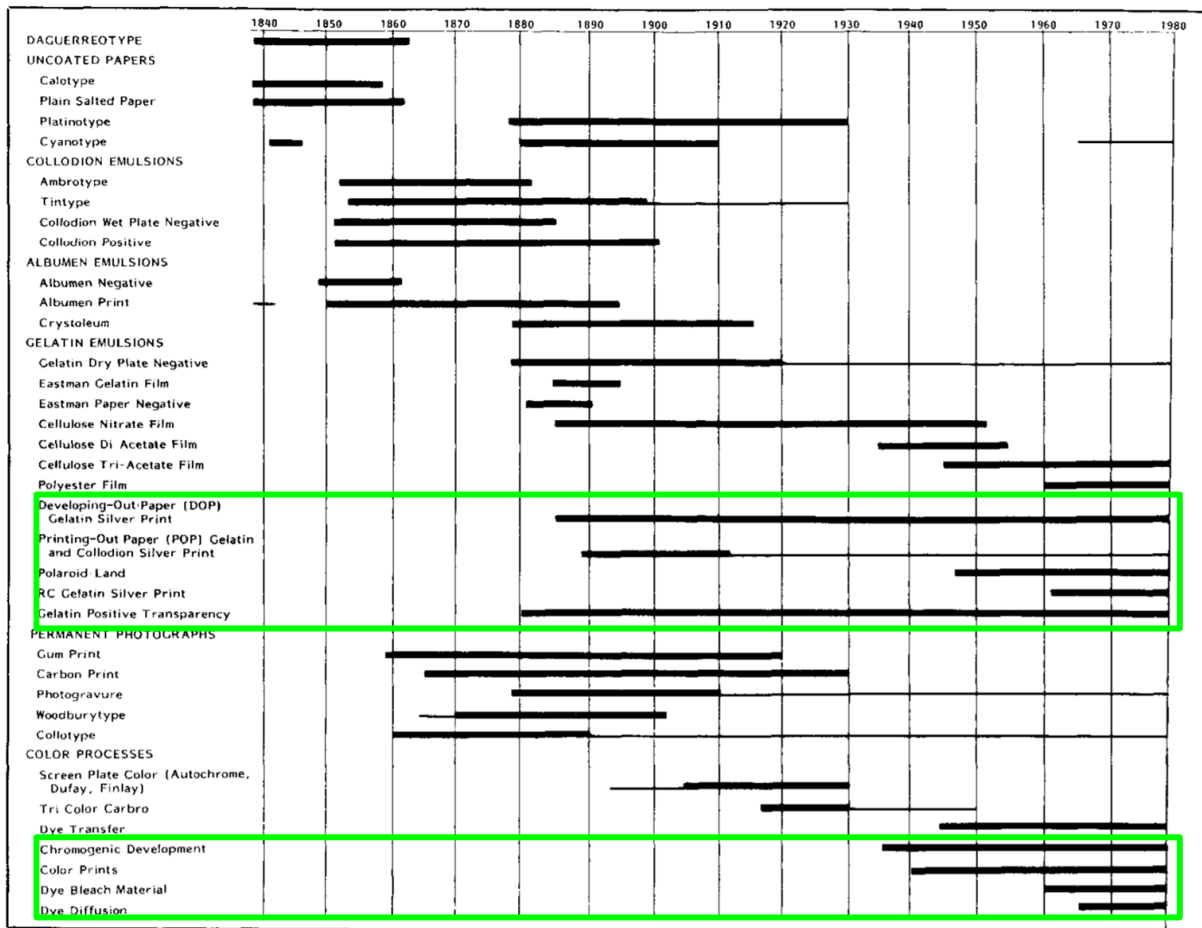 1840 1850 1860 1870 1880 1890 1900 1910 1920 1930 1940 1950 1960 1970 1980
DAGUERREOTYPE
UNCOATED PAPERS
Calotype
Plain Salted Paper
Platinotype
Cyanotype
COLLODION EMULSIONS
Ambrotype
Tintype
Collodion Wet Plate Negative
Collodion Positive
ALBUMEN EMULSIONS
Albumen Negative
Albumen Print
Crystoleum
GELATIN EMULSIONS
Gelatin Dry Plate Negative
Eastman Gelatin Film
Eastman Paper Negative
Cellulose Nitrate Film
Cellulose Di Acetate Film
Cellulose Tri-Acetate Film
Polyester Film
Developing-Out Paper (DOP)
Gelatin Silver Print
Printing-Out Paper (POP) Gelatin
and Collodion Silver Print
Polaroid Land
RC Gelatin Silver Print
Gelatin Positive Transparency
PERMANENT PHOTOGRAPHS
Gum Print
Carbon Print
Photogravure
Woodburytype
Collotype
COLOR PROCESSES
Screen Plate Color (Autochrome,
Dufay, Finlay)
Tri Color Carbro
Dye Transfer
Chromogenic Development
Color Prints
Dye Bleach Material
Dye Diffusion